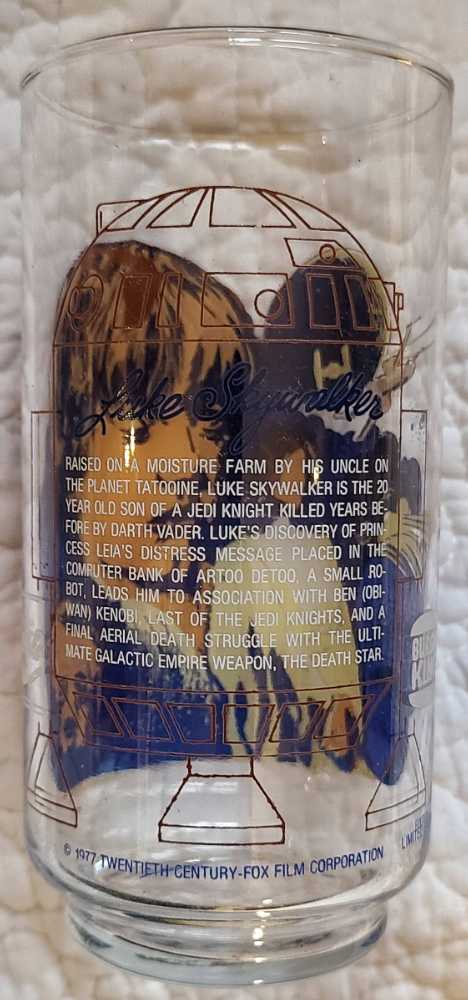 Luke Skywalker
RAISED ON A MOISTURE FARM BY HIS UNCLE ON
THE PLANET TATOOINE, LUKE SKYWALKER IS THE 20
YEAR OLD SON OF A JEDI KNIGHT KILLED YEARS BE-
FORE BY DARTH VADER. LUKE'S DISCOVERY OF PRIN-
CESS LEIA'S DISTRESS MESSAGE PLACED IN THE
COMPUTER BANK OF ARTOO DETOO, A SMALL RO-
BOT, LEADS HIM TO ASSOCIATION WITH BEN (OBI-
WAN) KENOBI, LAST OF THE JEDI KNIGHTS, AND A
FINAL AERIAL DEATH STRUGGLE WITH THE ULTI-
MATE GALACTIC EMPIRE WEAPON, THE DEATH STAR.
LIMITED
© 1977 TWENTIETH CENTURY-FOX FILM CORPORATION